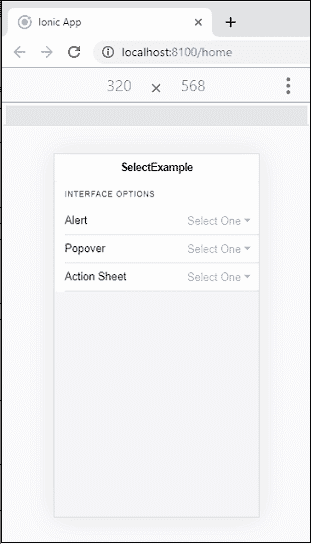 Ionic App
localhost:8100/home
320 × 568
SelectExample
INTERFACE OPTIONS
Alert Select One
Popover Select One
Action Sheet Select One